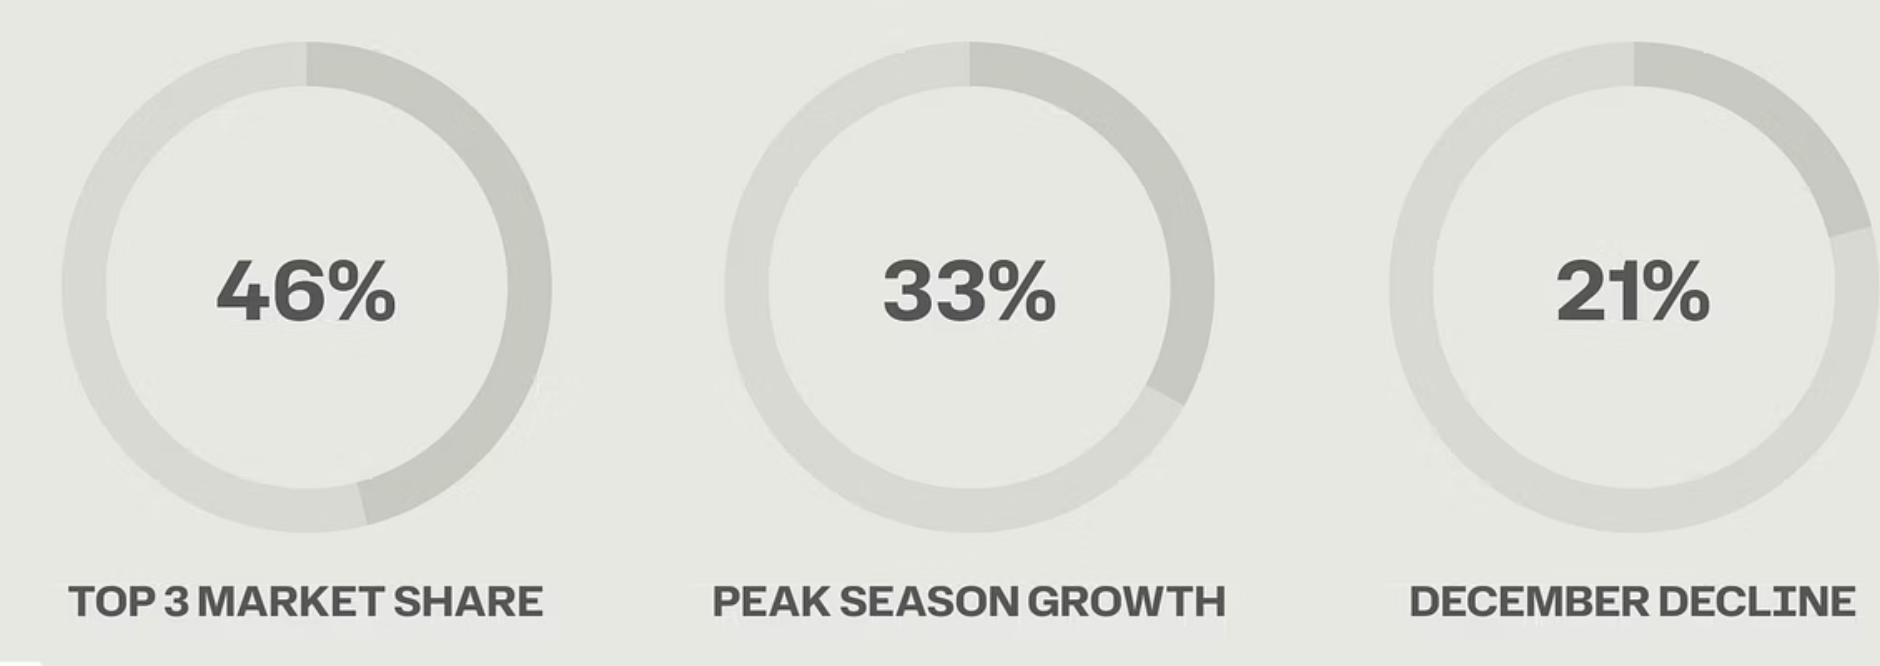 46%
33%
21%
TOP 3 MARKET SHARE
PEAK SEASON GROWTH
DECEMBER DECLINE